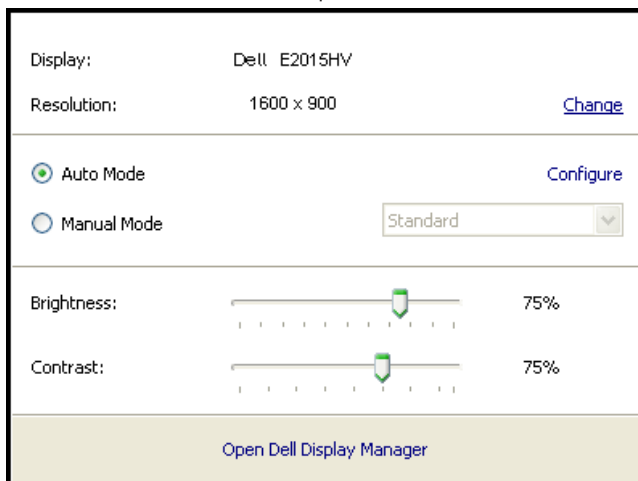 Display: Dell E2015HV
Resolution: 1600 x 900 Change
Auto Mode Configure
Manual Mode Standard
Brightness: 75%
Contrast: 75%
Open Dell Display Manager